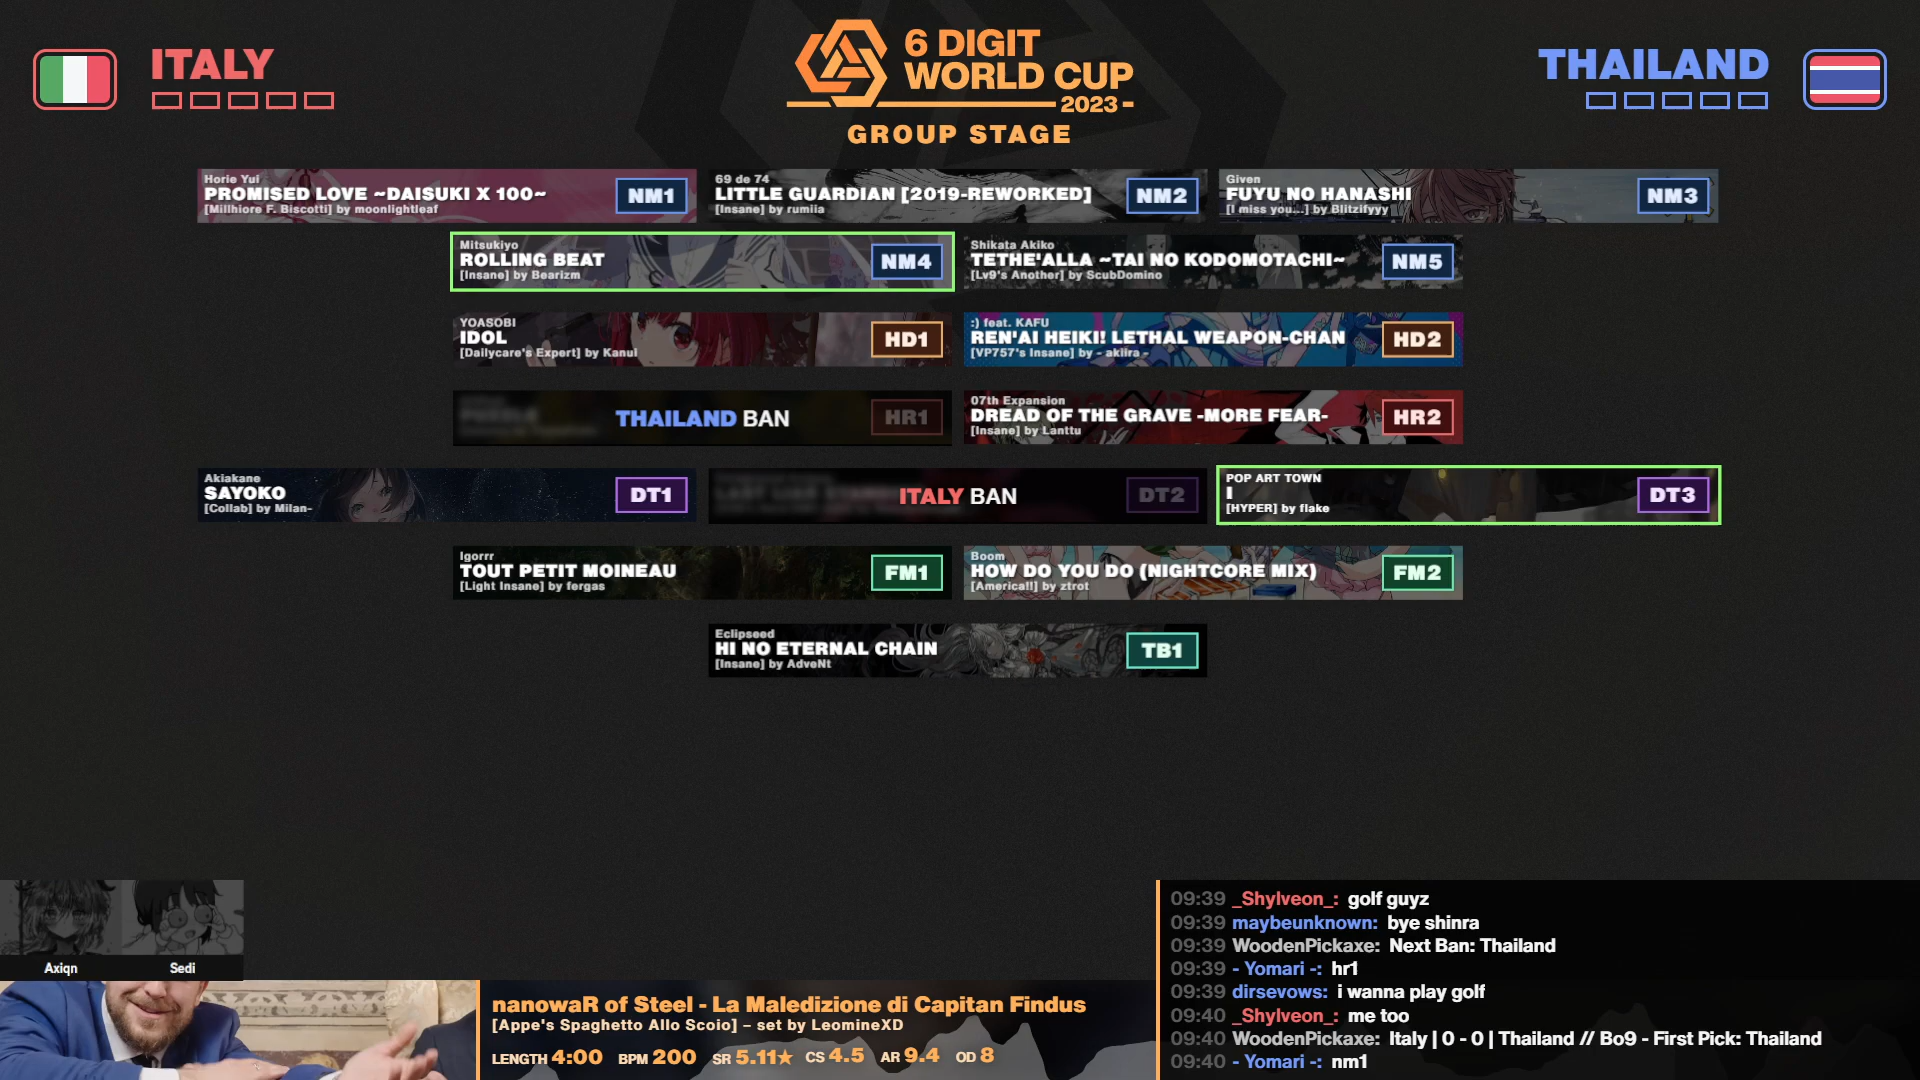 ITALY
6 DIGIT
WORLD CUP
2023
GROUP STAGE
THAILAND
Horie Yui
PROMISED LOVE ~DAISUKI X 100~
[Millhiore F. Biscotti] by moonlightleaf
NM1
69 de 74
LITTLE GUARDIAN [2019-REWORKED]
[Insane] by rumiia
NM2
Given
FUYU NO HANASHI
[I miss you...] by Blitzifyyy
NM3
Mitsukiyo
ROLLING BEAT
[Insane] by Bearizm
NM4
Shikata Akiko
TETHE'ALLA ~TAI NO KODOMOTACHI~
[Lv9's Another] by ScubDomino
NM5
YOASOBI
IDOL
[Dailycare's Expert] by Kanui
HD1
:) feat. KAFU
REN'AI HEIKI! LETHAL WEAPON-CHAN
[VP757's Insane] by - akiira -
HD2
THAILAND BAN
HR1
07th Expansion
DREAD OF THE GRAVE -MORE FEAR-
[Insane] by Lanttu
HR2
Akiakane
SAYOKO
[Collab] by Milan-
DT1
ITALY BAN
DT2
POP ART TOWN
I
[HYPER] by flake
DT3
Igorrr
TOUT PETIT MOINEAU
[Light Insane] by fergas
FM1
Boom
HOW DO YOU DO (NIGHTCORE MIX)
[America!!] by ztrot
FM2
Eclipseed
HI NO ETERNAL CHAIN
[Insane] by AdveNt
TB1
Axiqn
Sedi
nanowaR of Steel - La Maledizione di Capitan Findus
[Appe's Spaghetto Allo Scoio] - set by LeomineXD
LENGTH 4:00 BPM 200 SR 5.11★ CS 4.5 AR 9.4 OD 8
09:39 _Shylveon_: golf guyz
09:39 maybeunknown: bye shinra
09:39 WoodenPickaxe: Next Ban: Thailand
09:39 - Yomari -: hr1
09:39 dirsevows: i wanna play golf
09:40 _Shylveon_: me too
09:40 WoodenPickaxe: Italy | 0 - 0 | Thailand // Bo9 - First Pick: Thailand
09:40 - Yomari -: nm1